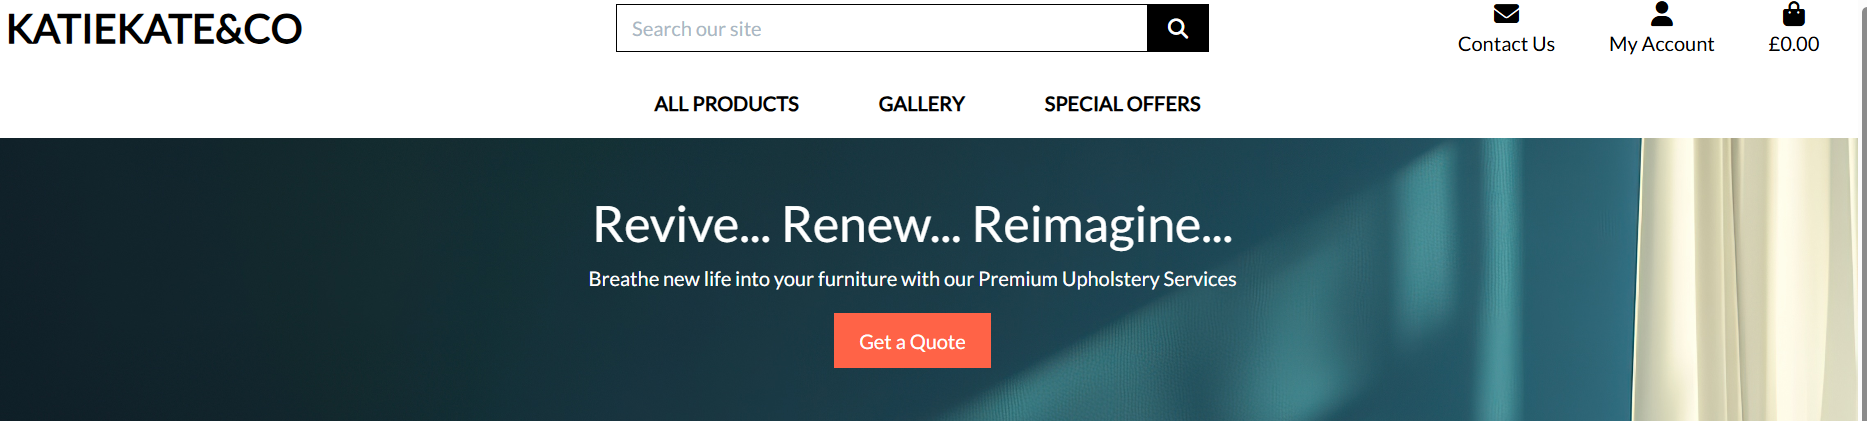 KATIEKATE&CO
Search our site
Contact Us
My Account
£0.00
ALL PRODUCTS
GALLERY
SPECIAL OFFERS
Revive... Renew... Reimagine...
Breathe new life into your furniture with our Premium Upholstery Services
Get a Quote